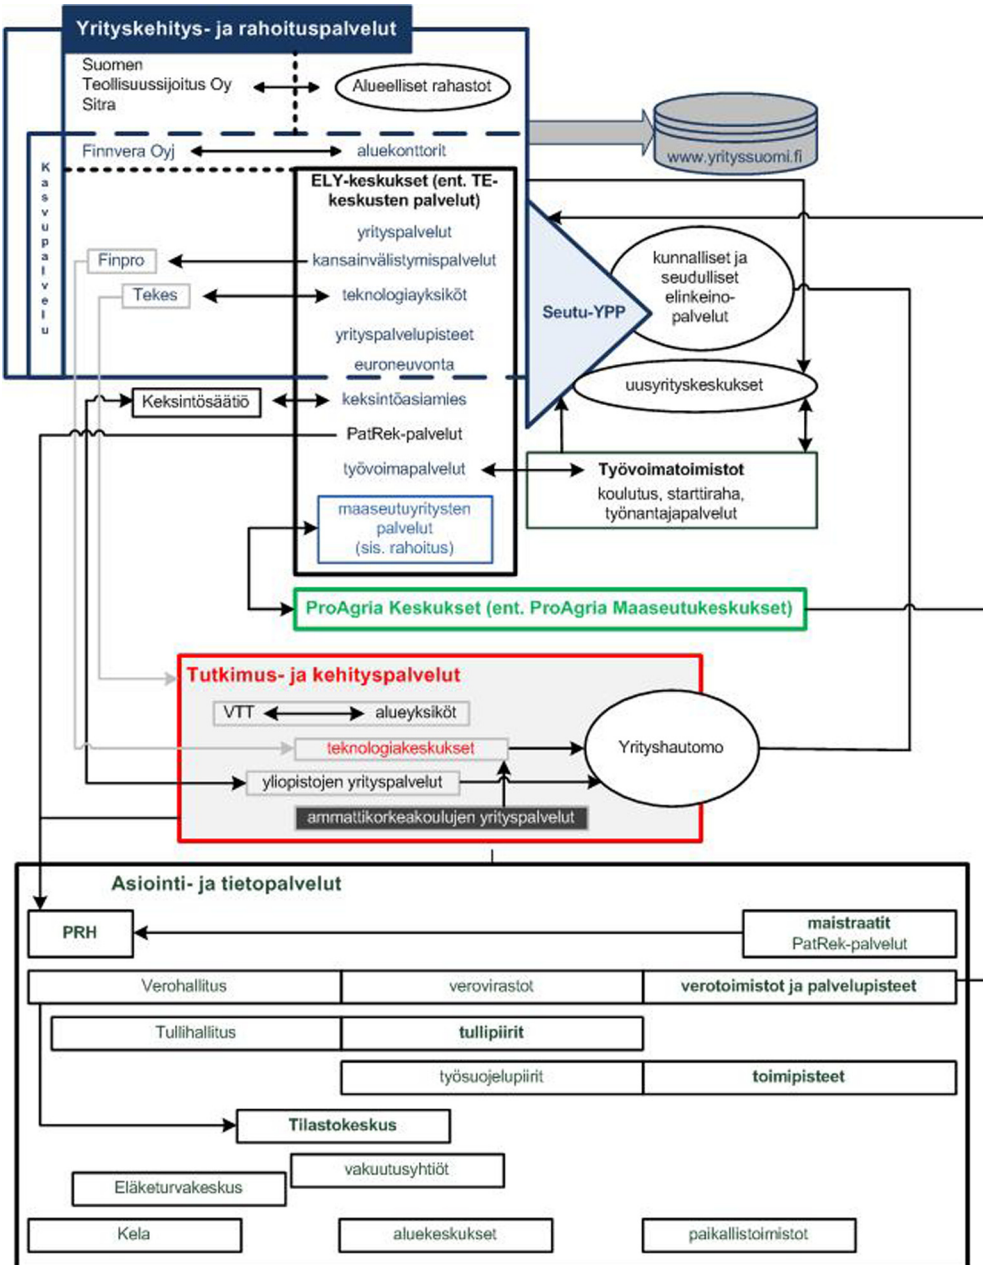 Yrityskehitys- ja rahoituspalvelut
Suomen
Teollisuussijoitus Oy
Sitra
Alueelliset rahastot
www.yrityssuomi.fi
Kasvupalvelu
Finnvera Oyj
aluekonttorit
ELY-keskukset (ent. TE-
keskusten palvelut)
yrityspalvelut
Finpro
kansainvälistymispalvelut
Tekes
teknologiayksiköt
yrityspalvelupisteet
euroneuvonta
Seutu-YPP
kunnalliset ja
seudulliset
elinkeino-
palvelut
uusyrityskeskukset
Keksintösäätiö
keksintöasiamies
PatRek-palvelut
työvoimapalvelut
Työvoimatoimistot
koulutus, starttiraha,
työnantajapalvelut
maaseutuyritysten
palvelut
(sis. rahoitus)
ProAgria Keskukset (ent. ProAgria Maaseutukeskukset)
Tutkimus- ja kehityspalvelut
VTT
alueyksiköt
teknologiakeskukset
Yrityshautomo
yliopistojen yrityspalvelut
ammattikorkeakoulujen yrityspalvelut
Asiointi- ja tietopalvelut
PRH
maistraatit
PatRek-palvelut
Verohallitus
verovirastot
verotoimistot ja palvelupisteet
Tullihallitus
tullipiirit
työsuojelupiirit
toimipisteet
Tilastokeskus
vakuutusyhtiöt
Eläketurvakeskus
Kela
aluekeskukset
paikallistoimistot